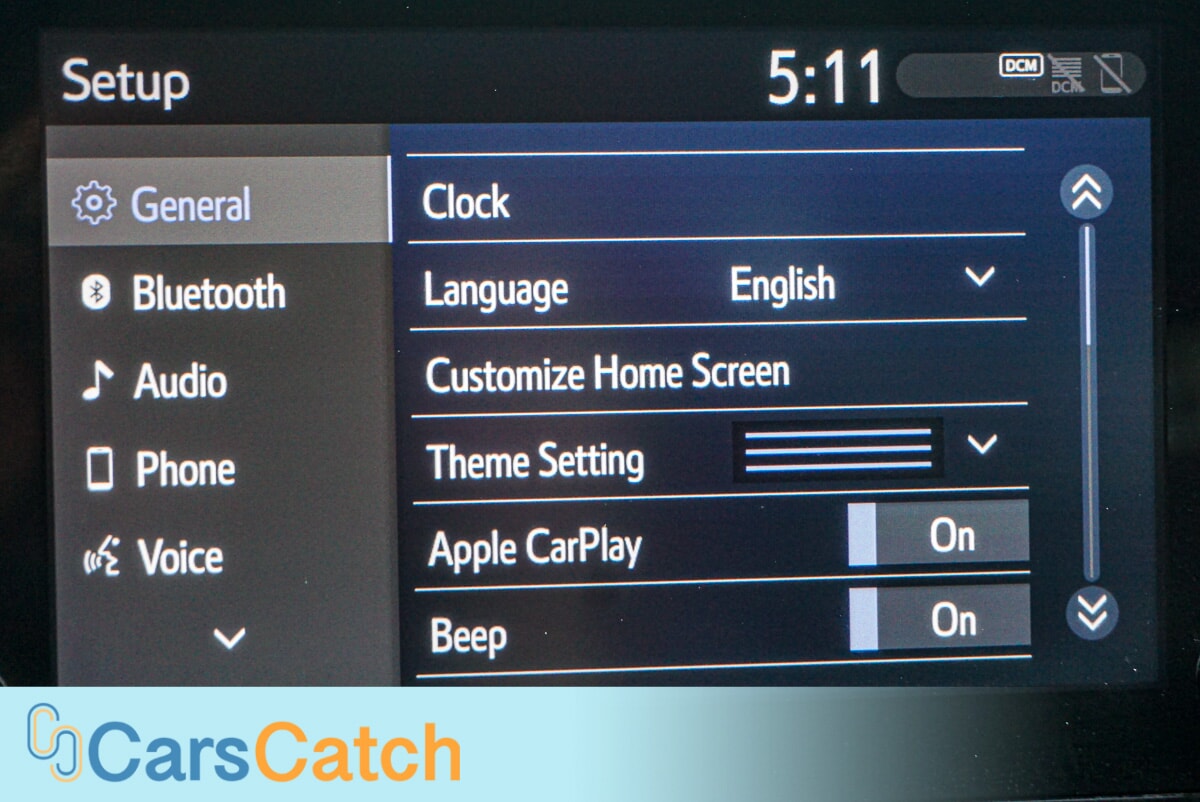 Setup
5:11
DCM
DCM
General
Bluetooth
Audio
Phone
Voice
Clock
Language English
Customize Home Screen
Theme Setting
Apple CarPlay On
Beep On
CarsCatch